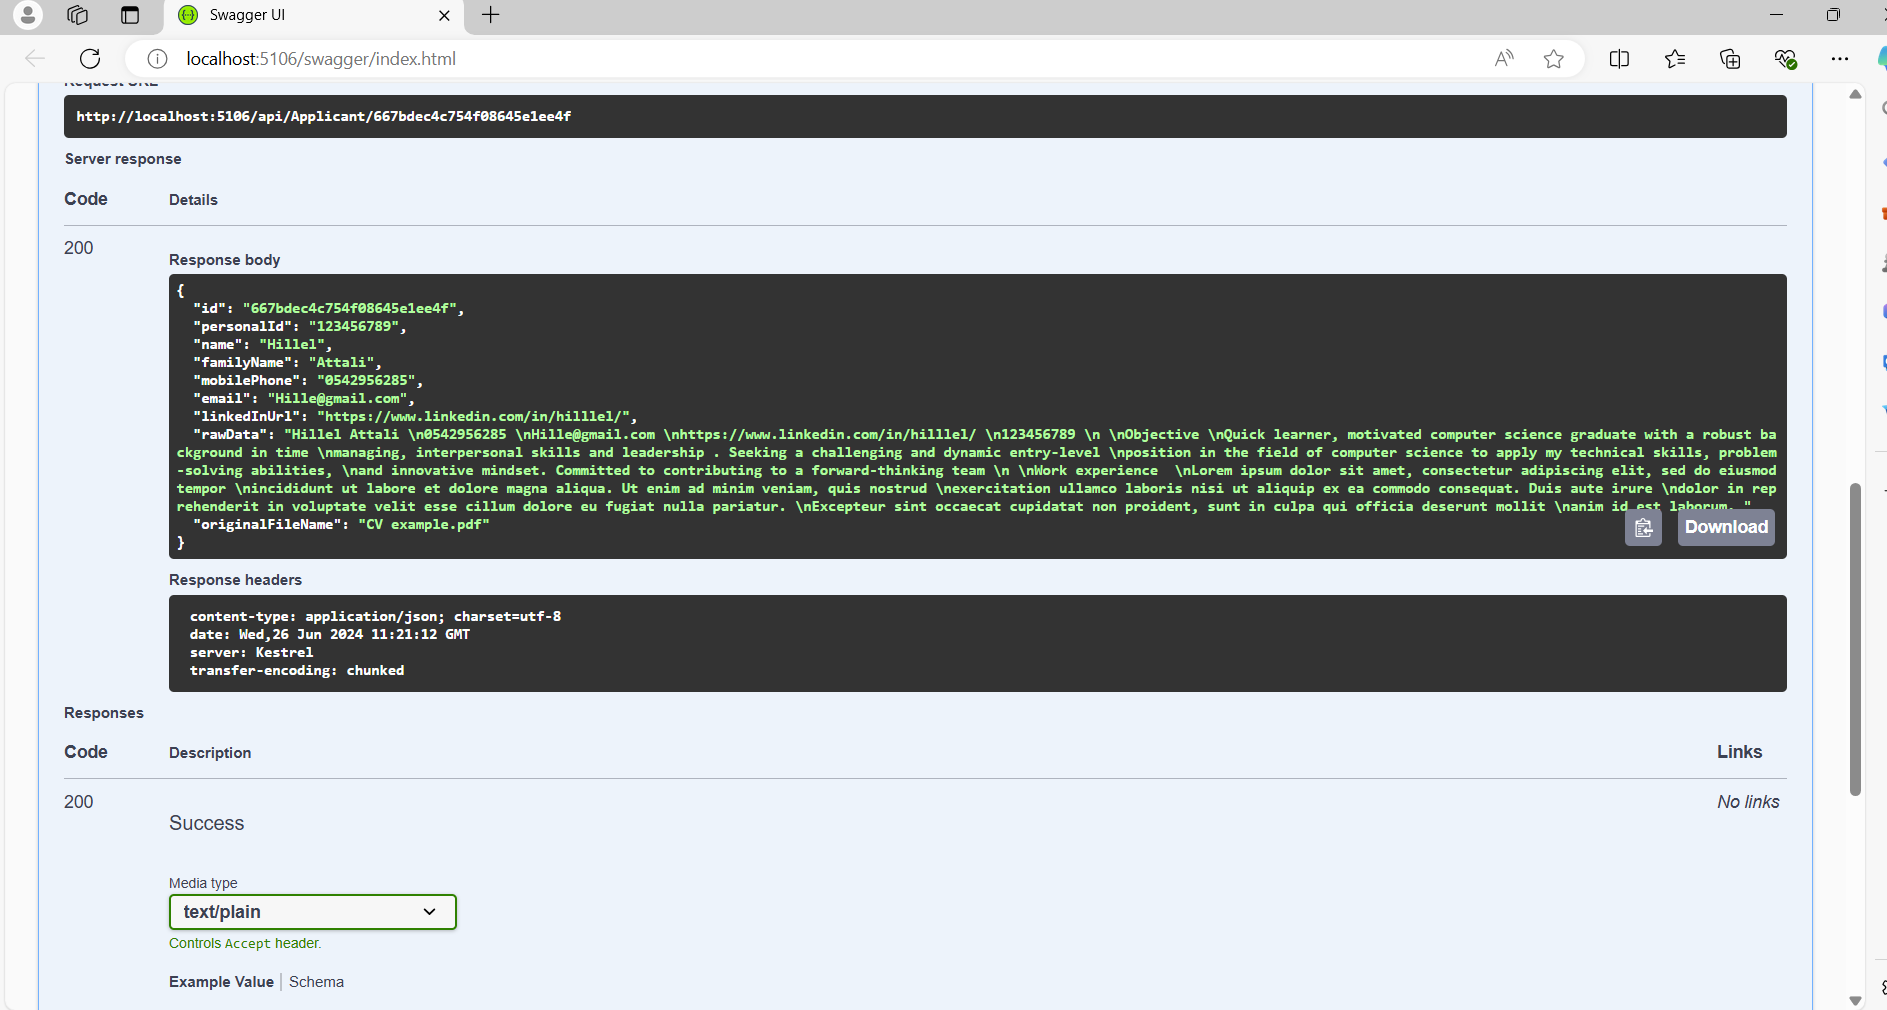 Swagger UI
localhost:5106/swagger/index.html
Request URL
http://localhost:5106/api/Applicant/667bdec4c754f08645e1ee4f
Server response
Code Details
200
Response body
{
"id": "667bdec4c754f08645e1ee4f",
"personalId": "123456789",
"name": "Hillel",
"familyName": "Attali",
"mobilePhone": "0542956285",
"email": "Hille@gmail.com",
"linkedInUrl": "https://www.linkedin.com/in/hilllel/",
"rawData": "Hillel Attali \n0542956285 \nHille@gmail.com \nhttps://www.linkedin.com/in/hilllel/ \n123456789 \n \nObjective \nQuick learner, motivated computer science graduate with a robust ba
ckground in time \nmanaging, interpersonal skills and leadership . Seeking a challenging and dynamic entry-level \nposition in the field of computer science to apply my technical skills, problem
-solving abilities, \nand innovative mindset. Committed to contributing to a forward-thinking team \n \nWork experience  \nLorem ipsum dolor sit amet, consectetur adipiscing elit, sed do eiusmod
tempor \nincididunt ut labore et dolore magna aliqua. Ut enim ad minim veniam, quis nostrud \nexercitation ullamco laboris nisi ut aliquip ex ea commodo consequat. Duis aute irure \ndolor in rep
rehenderit in voluptate velit esse cillum dolore eu fugiat nulla pariatur. \nExcepteur sint occaecat cupidatat non proident, sunt in culpa qui officia deserunt mollit \nanim id est laborum. "
"originalFileName": "CV example.pdf"
}
Download
Response headers
content-type: application/json; charset=utf-8
date: Wed,26 Jun 2024 11:21:12 GMT
server: Kestrel
transfer-encoding: chunked
Responses
Code Description Links
200 No links
Success
Media type
text/plain
Controls Accept header.
Example Value Schema